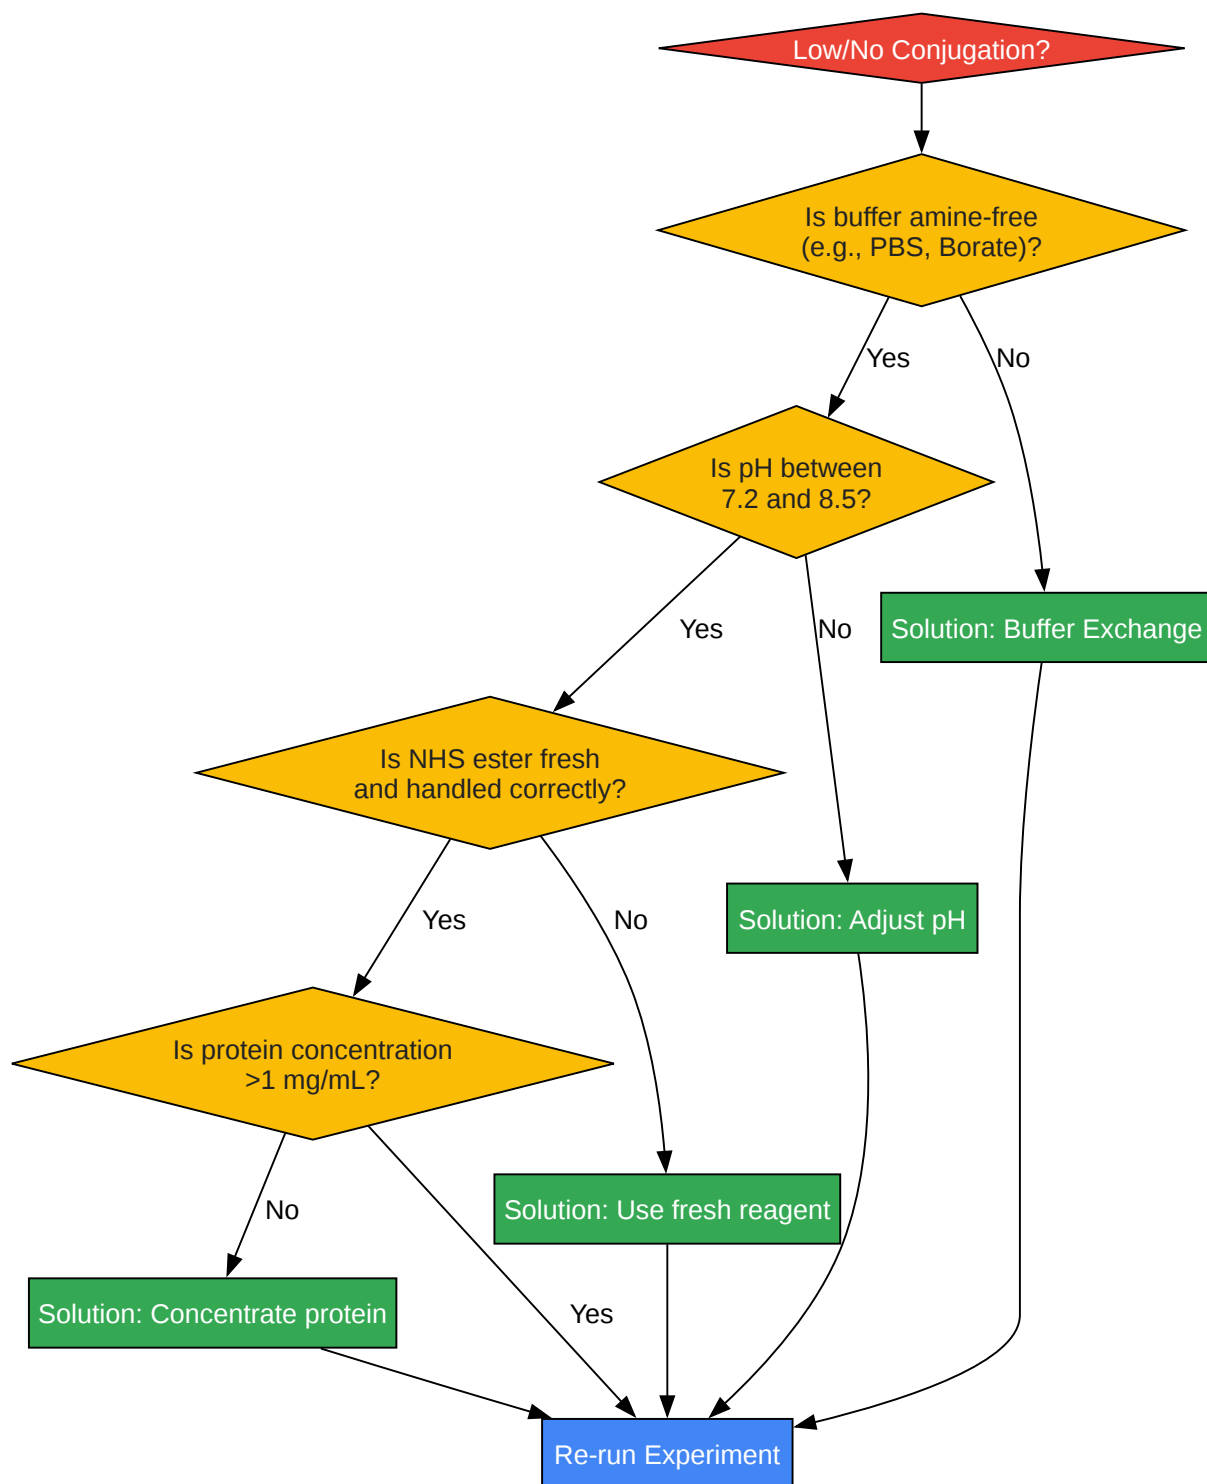 Low/No Conjugation?
Is buffer amine-free
(e.g., PBS, Borate)?
Yes
No
Is pH between
7.2 and 8.5?
Yes
No
Solution: Buffer Exchange
Is NHS ester fresh
and handled correctly?
Yes
No
Solution: Adjust pH
Is protein concentration
>1 mg/mL?
No
Yes
Solution: Use fresh reagent
Solution: Concentrate protein
Re-run Experiment